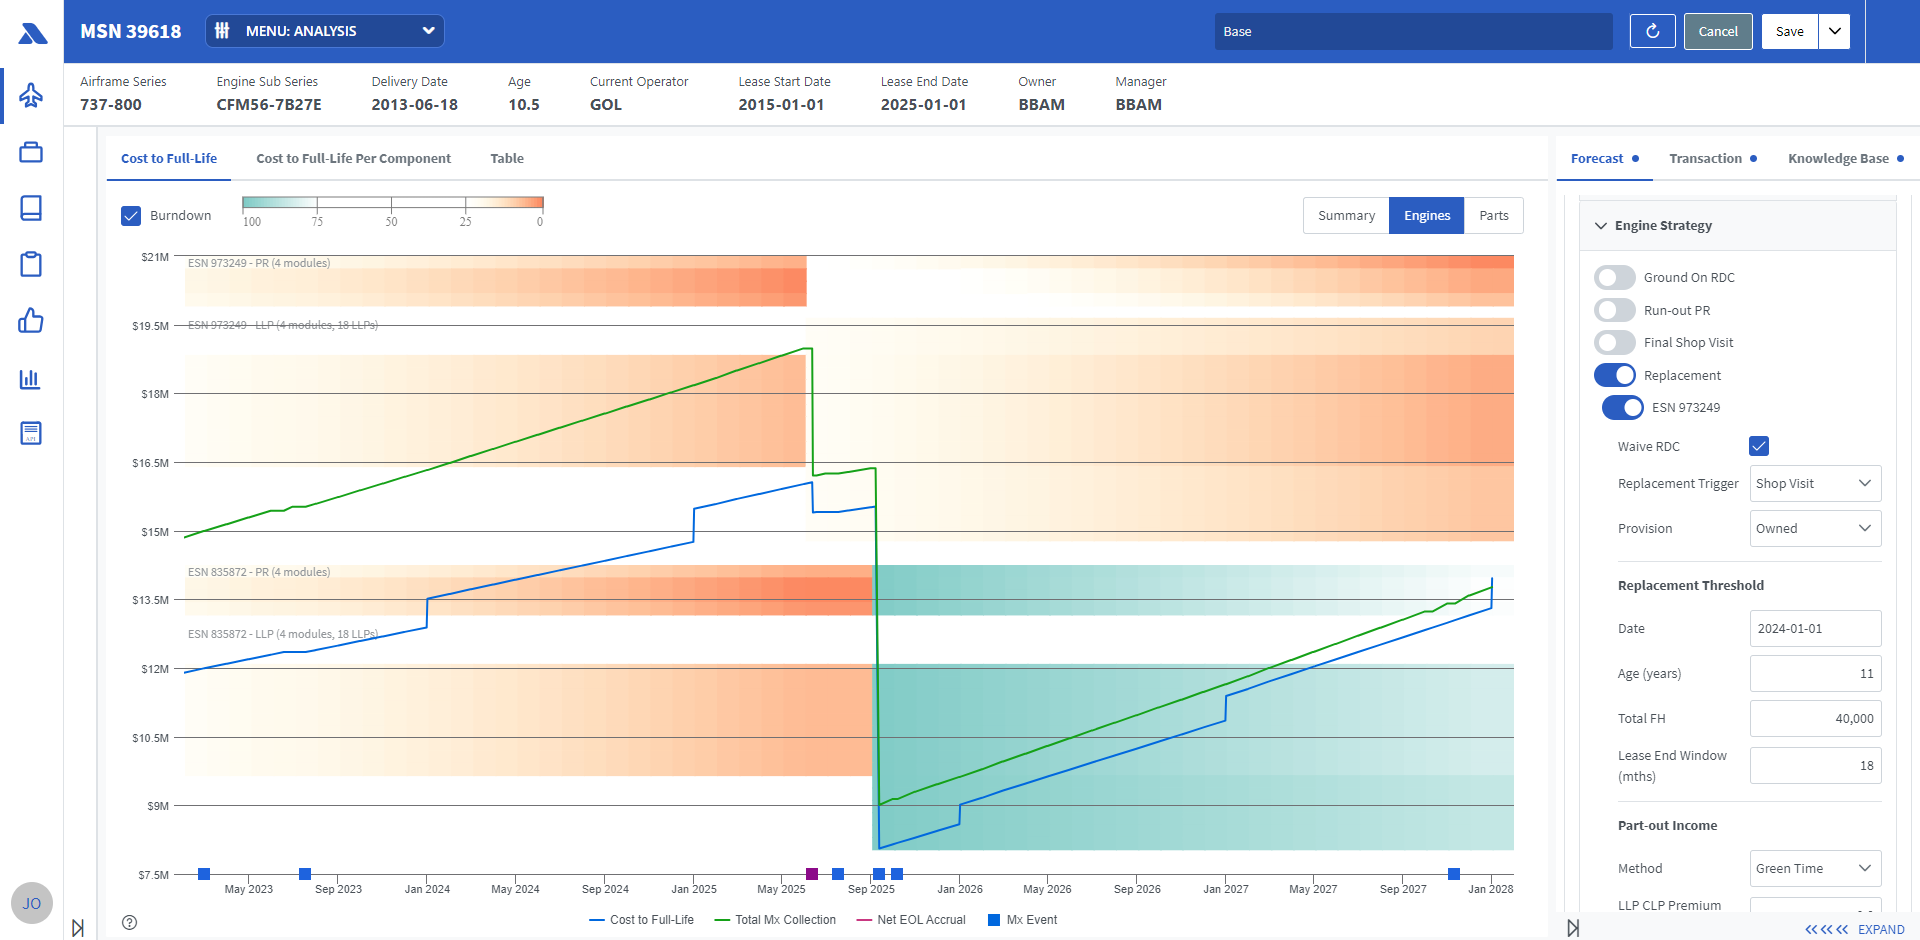 MSN 39618
MENU: ANALYSIS
Base
Cancel
Save
Airframe Series
737-800
Engine Sub Series
CFM56-7B27E
Delivery Date
2013-06-18
Age
10.5
Current Operator
GOL
Lease Start Date
2015-01-01
Lease End Date
2025-01-01
Owner
BBAM
Manager
BBAM
Cost to Full-Life
Cost to Full-Life Per Component
Table
Burndown
100 75 50 25 0
Summary
Engines
Parts
$21M
$19.5M
$18M
$16.5M
$15M
$13.5M
$12M
$10.5M
$9M
$7.5M
ESN 973249 - PR (4 modules)
ESN 973249 - LLP (4 modules, 18 LLPs)
ESN 835872 - PR (4 modules)
ESN 835872 - LLP (4 modules, 18 LLPs)
May 2023 Sep 2023 Jan 2024 May 2024 Sep 2024 Jan 2025 May 2025 Sep 2025 Jan 2026 May 2026 Sep 2026 Jan 2027 May 2027 Sep 2027 Jan 2028
Cost to Full-Life
Total Mx Collection
Net EOL Accrual
Mx Event
Forecast
Transaction
Knowledge Base
Engine Strategy
Ground On RDC
Run-out PR
Final Shop Visit
Replacement
ESN 973249
Waive RDC
Replacement Trigger
Shop Visit
Provision
Owned
Replacement Threshold
Date
2024-01-01
Age (years)
11
Total FH
40,000
Lease End Window
(mths)
18
Part-out Income
Method
Green Time
LLP CLP Premium
EXPAND
JO
API
?